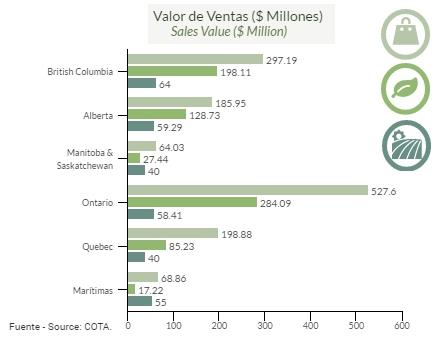 Valor de Ventas ($ Millones)
Sales Value ($ Million)
British Columbia
297.19
198.11
64
Alberta
185.95
128.73
59.29
Manitoba &
Saskatchewan
64.03
27.44
40
Ontario
527.6
284.09
58.41
Quebec
198.88
85.23
40
Marítimas
68.86
17.22
55
0 100 200 300 400 500 600
Fuente - Source: COTA.